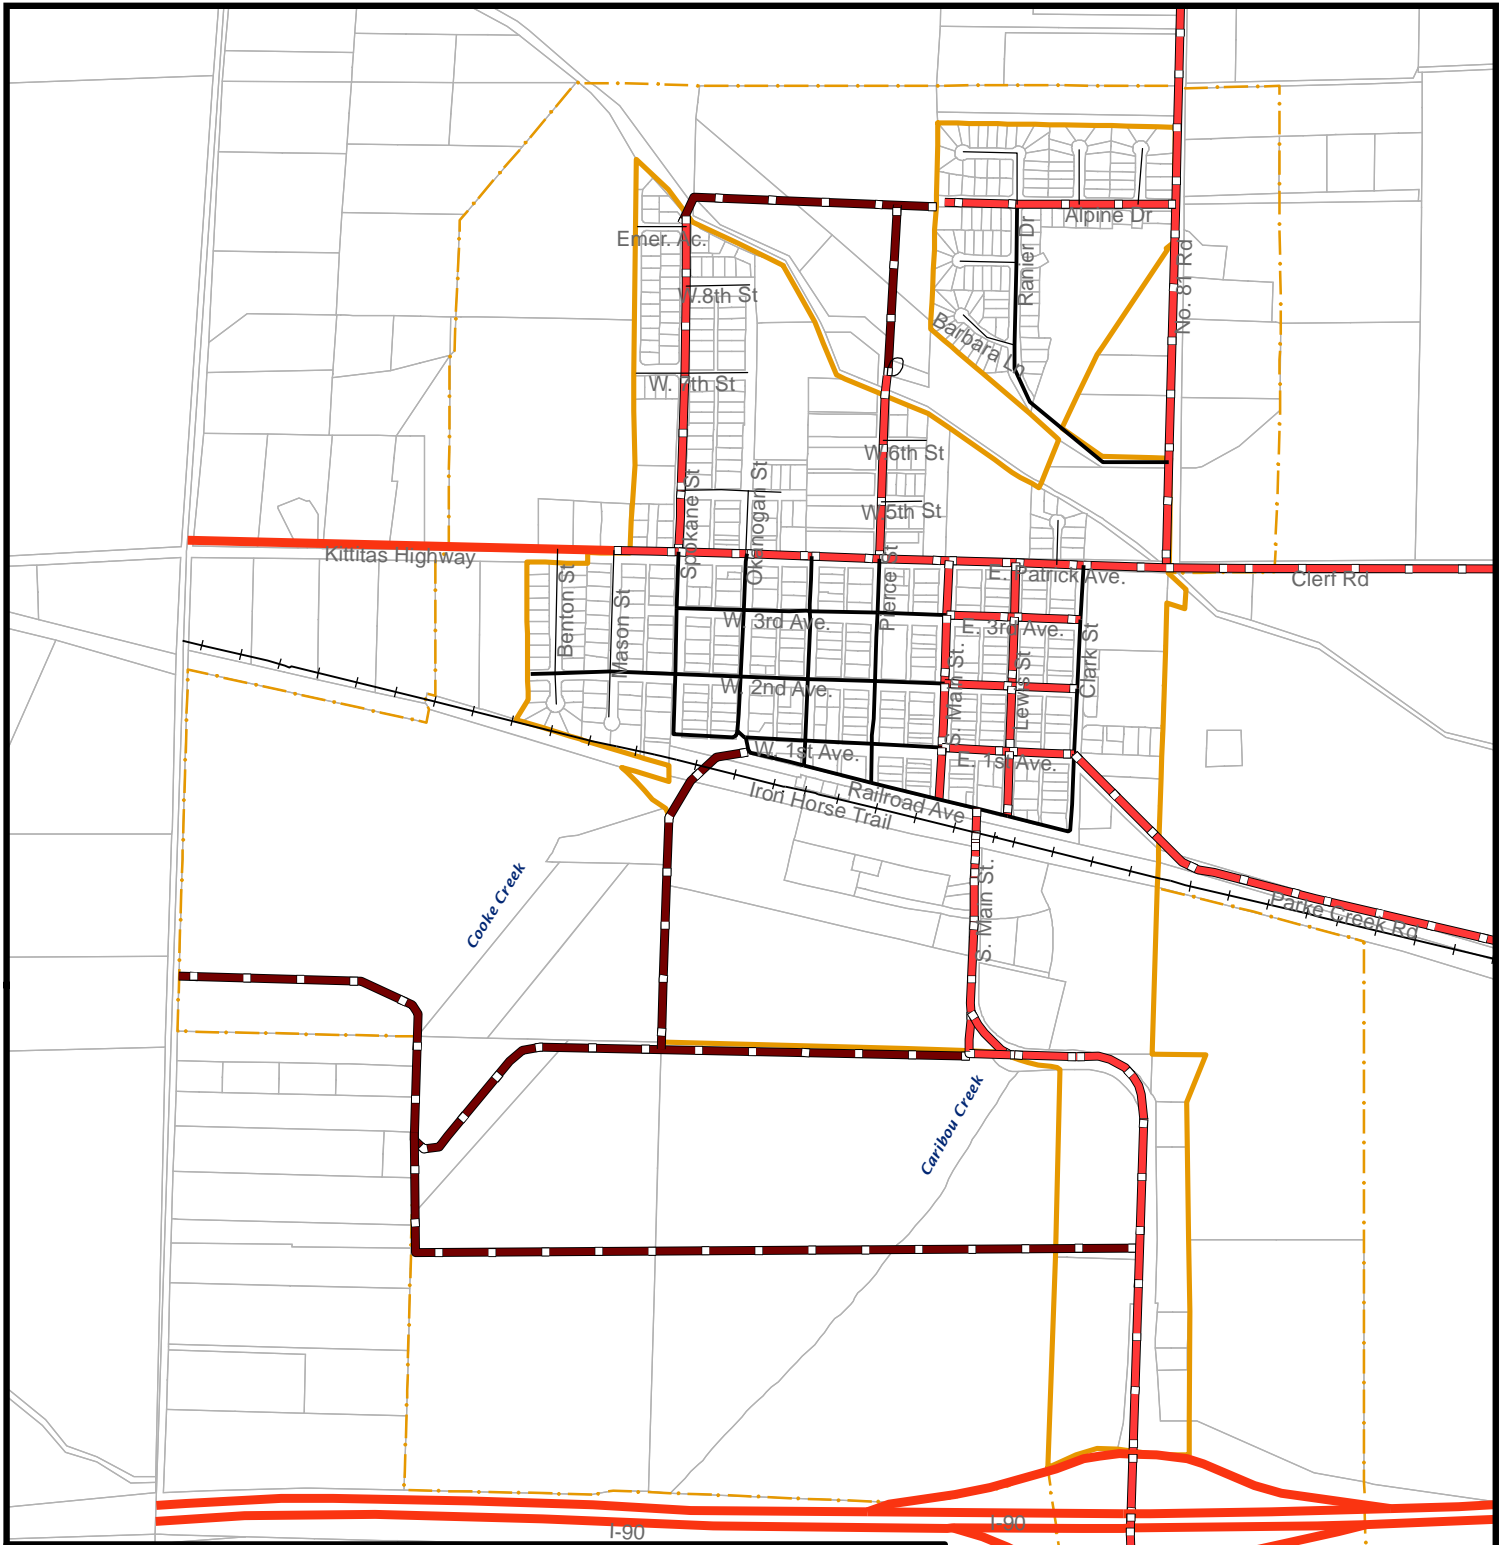 Alpine Dr
Emer. Ac.
Ranier Dr
No. 81 Rd
W.8th St
Barbara Ln
W. 7th St
W.6th St
Spokane St
Okanogan St
W.5th St
Kittitas Highway
Pierce St
E. Patrick Ave.
Clerf Rd
Benton St
Mason St
W. 3rd Ave.
E. 3rd Ave.
Clark St
S. Main St.
Lewis St
W. 2nd Ave.
W. 1st Ave.
E. 1st Ave.
Railroad Ave
Iron Horse Trail
S. Main St.
Parke Creek Rd
Cooke Creek
Caribou Creek
I-90
I-90